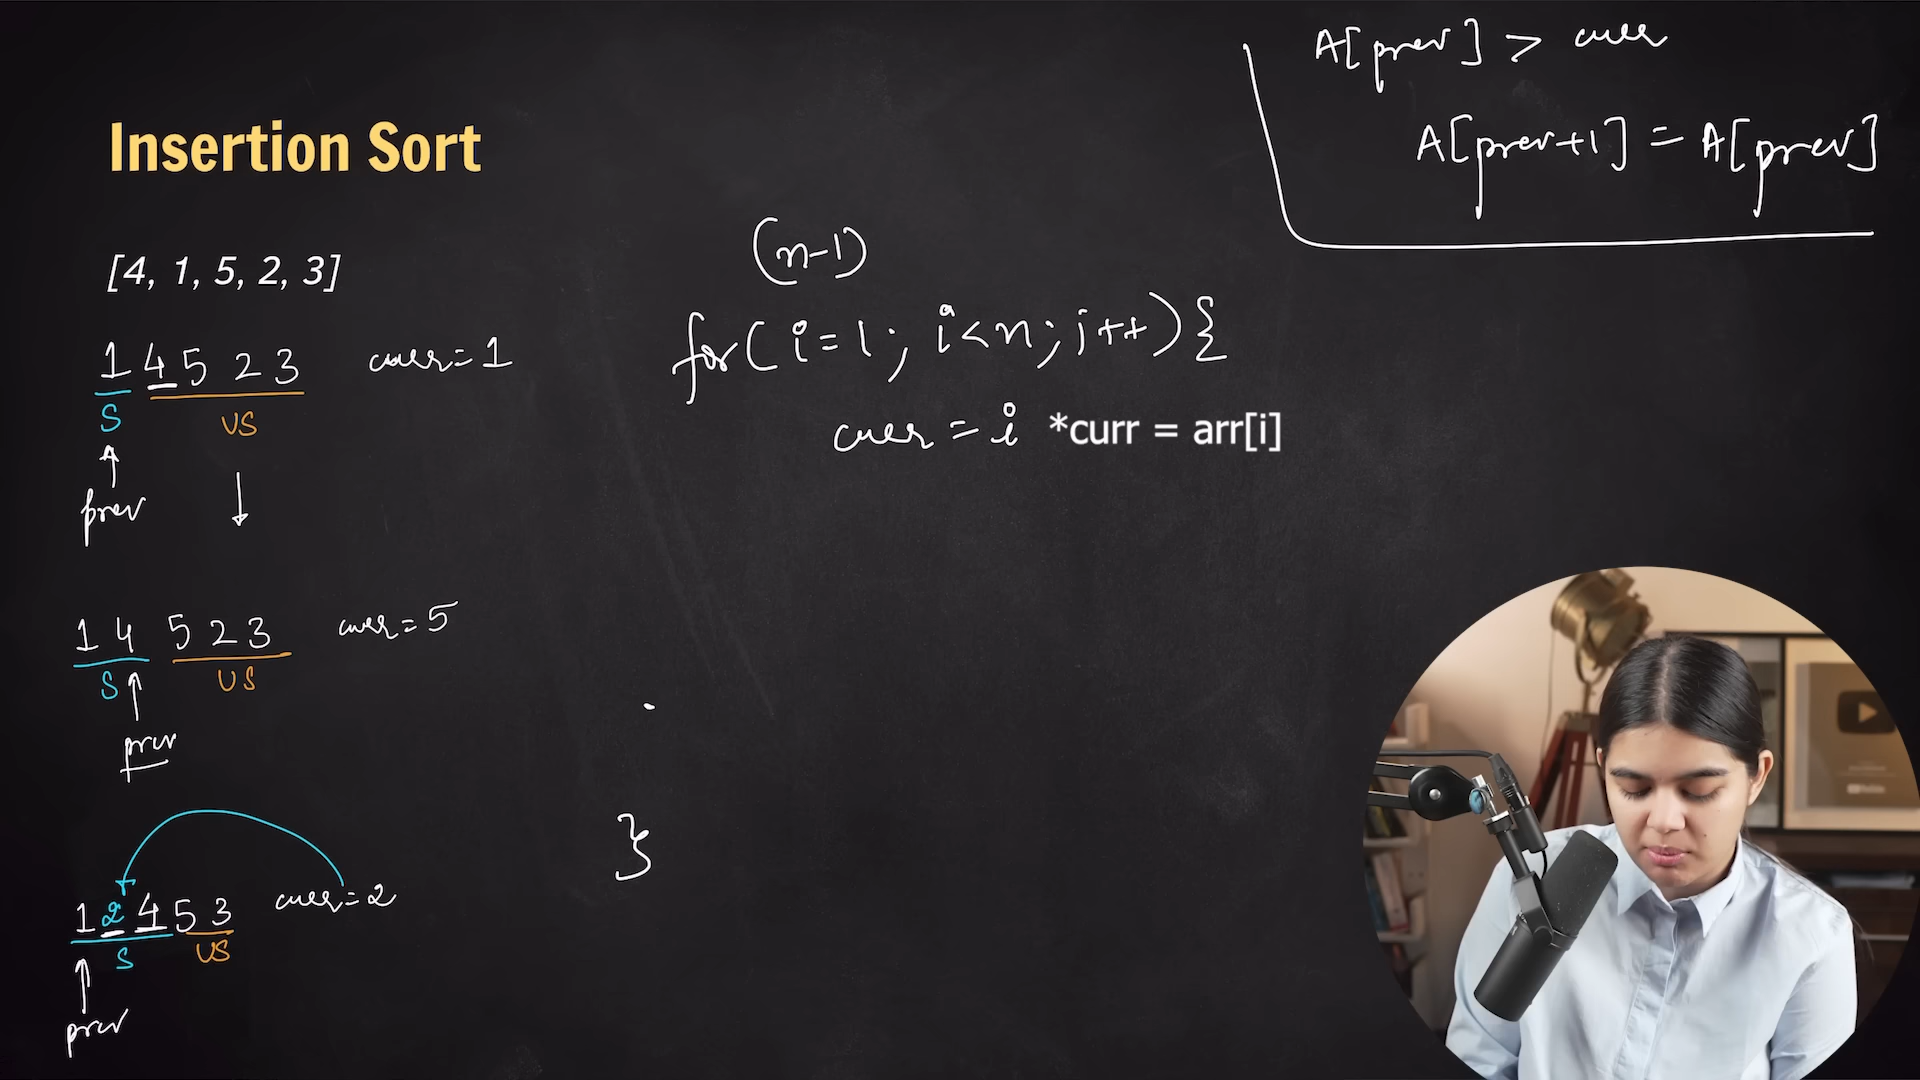 A[prev] > curr
A[prev+1] = A[prev]
Insertion Sort
[4, 1, 5, 2, 3]
(n-1)
for( i=1; i<n; i++) {
curr = i *curr = arr[i]
1 4 5 2 3 curr=1
S US
prev
1 4 5 2 3 curr=5
S US
prev
}
1 2 4 5 3 curr=2
S US
prev